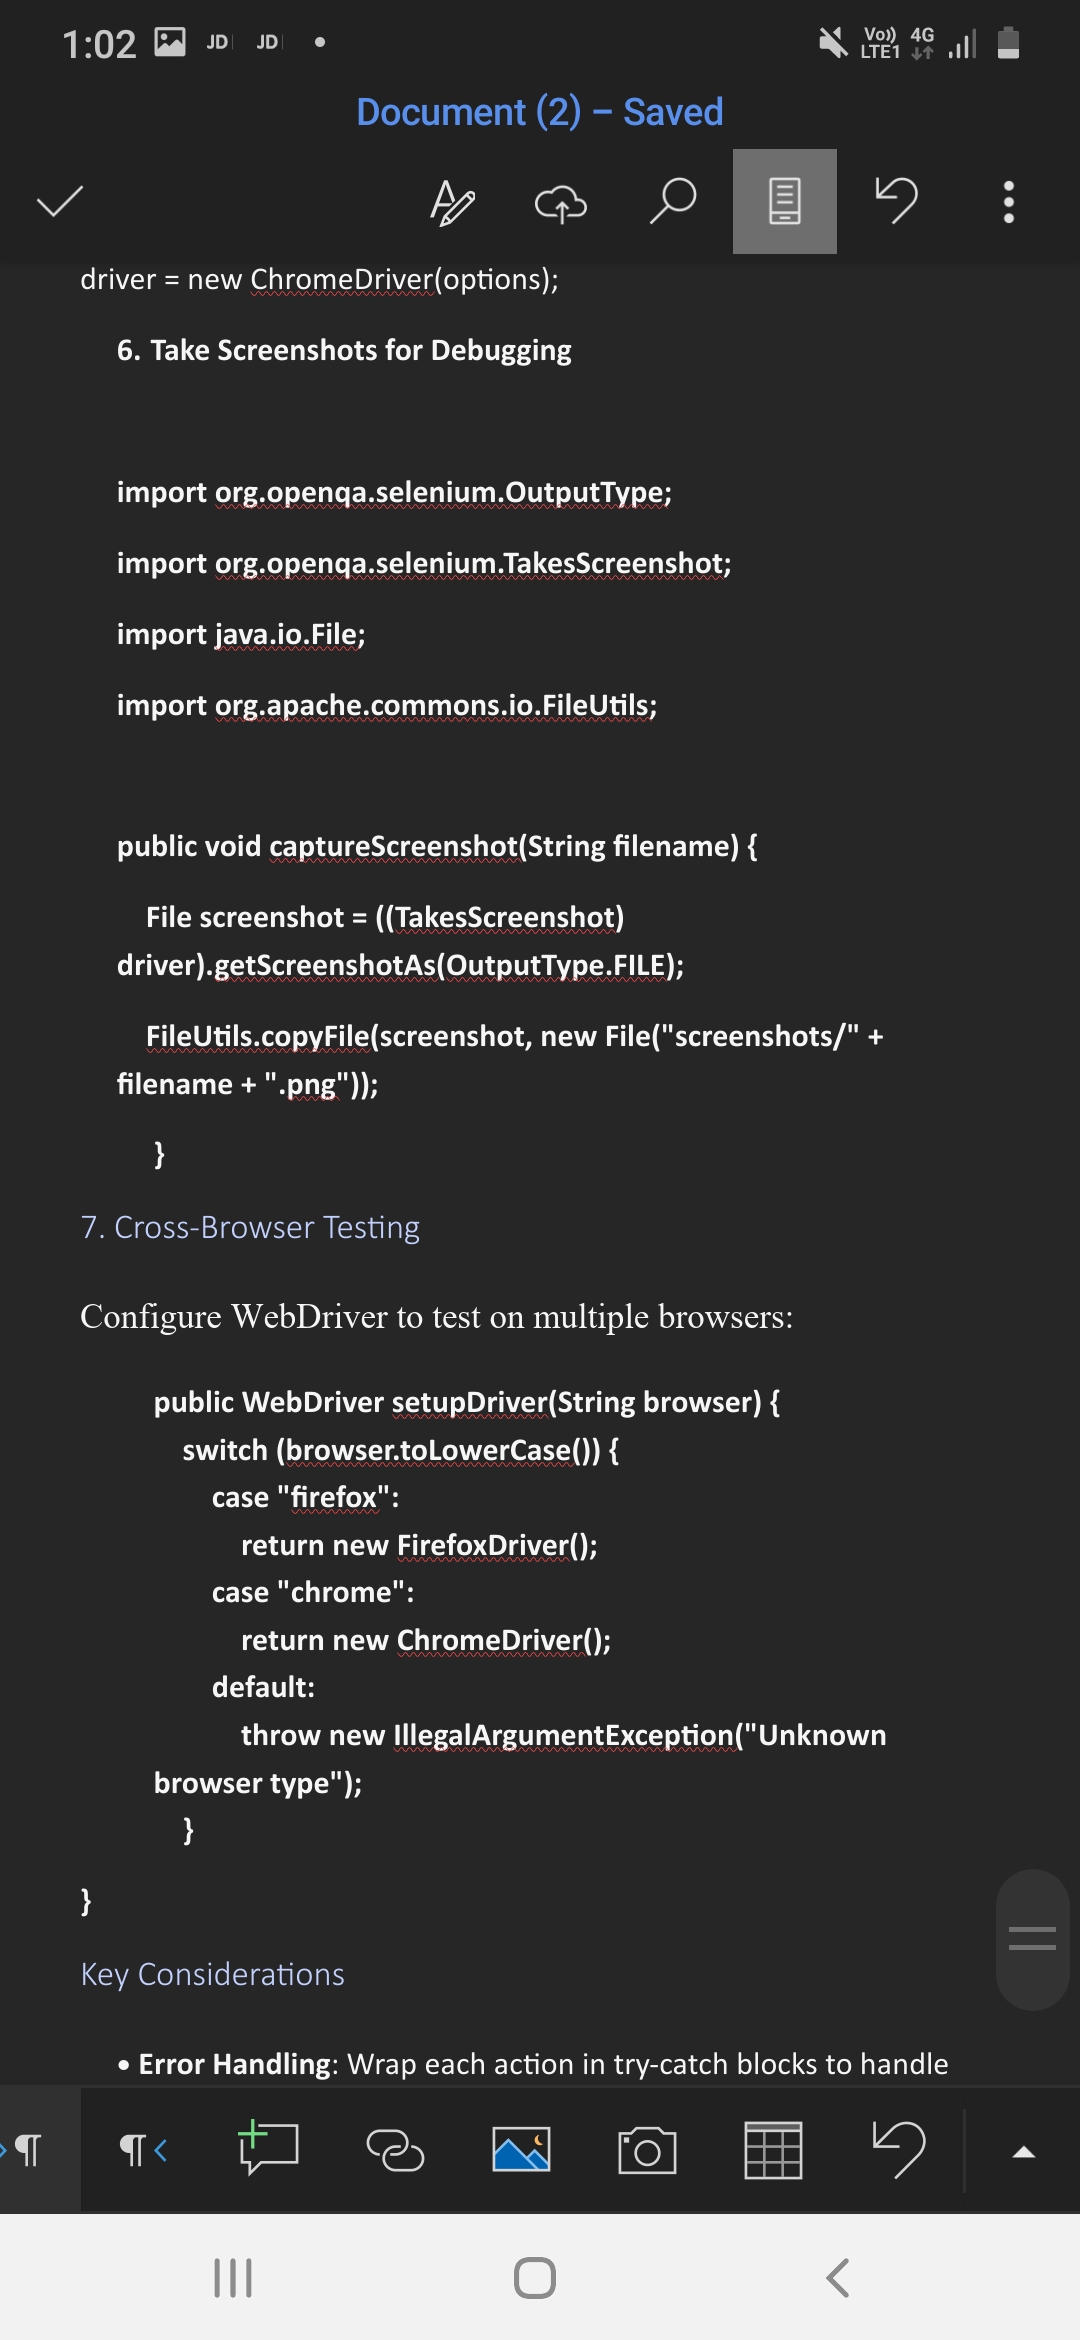 1:02 JD JD Vo)) 4G
LTE1
Document (2) – Saved
driver = new ChromeDriver(options);
6. Take Screenshots for Debugging
import org.openqa.selenium.OutputType;
import org.openqa.selenium.TakesScreenshot;
import java.io.File;
import org.apache.commons.io.FileUtils;
public void captureScreenshot(String filename) {
File screenshot = ((TakesScreenshot)
driver).getScreenshotAs(OutputType.FILE);
FileUtils.copyFile(screenshot, new File("screenshots/" +
filename + ".png"));
}
7. Cross-Browser Testing
Configure WebDriver to test on multiple browsers:
public WebDriver setupDriver(String browser) {
switch (browser.toLowerCase()) {
case "firefox":
return new FirefoxDriver();
case "chrome":
return new ChromeDriver();
default:
throw new IllegalArgumentException("Unknown
browser type");
}
}
Key Considerations
• Error Handling: Wrap each action in try-catch blocks to handle